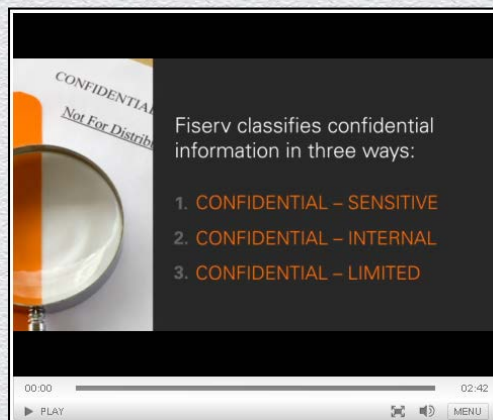 CONFIDENTIAL
Not For Distrib
Fiserv classifies confidential
information in three ways:
1. CONFIDENTIAL – SENSITIVE
2. CONFIDENTIAL – INTERNAL
3. CONFIDENTIAL – LIMITED
00:00
02:42
PLAY
MENU